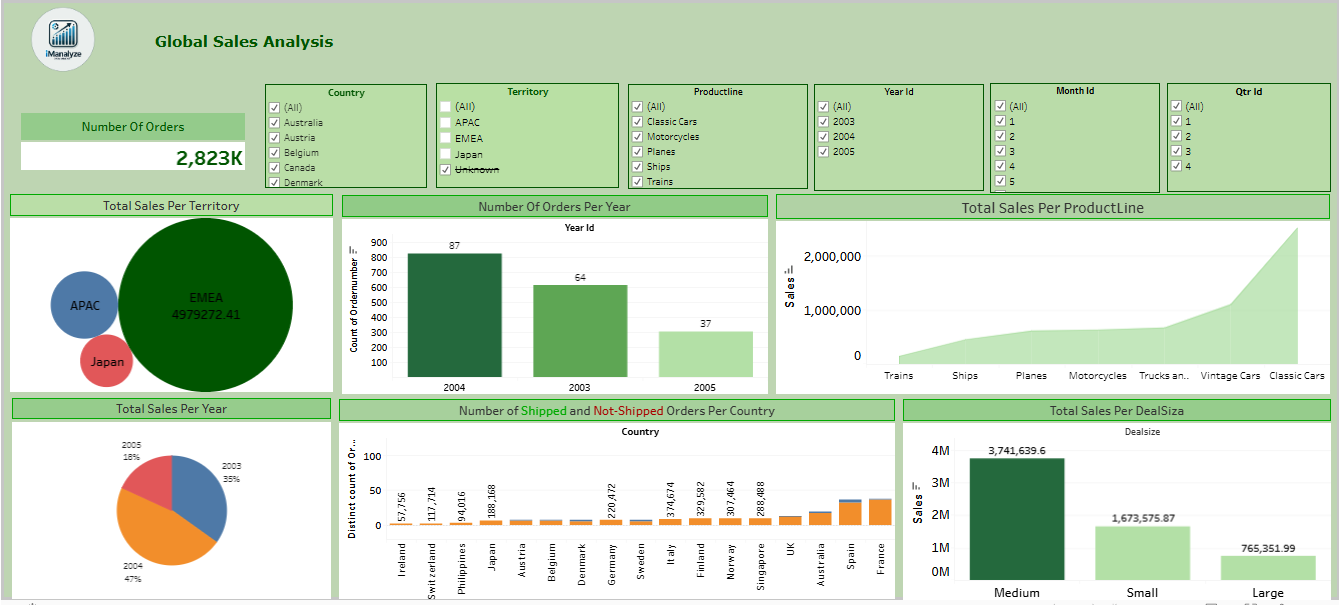 iManalyze
Global Sales Analysis
Number Of Orders
2,823K
Country
(All)
Australia
Austria
Belgium
Canada
Denmark
Territory
(All)
APAC
EMEA
Japan
Unknown
Productline
(All)
Classic Cars
Motorcycles
Planes
Ships
Trains
Year Id
(All)
2003
2004
2005
Month Id
(All)
1
2
3
4
5
Qtr Id
(All)
1
2
3
4
Total Sales Per Territory
APAC
EMEA
4979272.41
Japan
Number Of Orders Per Year
Year Id
Count of Ordernumber
900
800
700
600
500
400
300
200
100
87
64
37
2004
2003
2005
Total Sales Per ProductLine
Sales
2,000,000
1,000,000
0
Trains
Ships
Planes
Motorcycles
Trucks an..
Vintage Cars
Classic Cars
Total Sales Per Year
2005
18%
2003
35%
2004
47%
Number of Shipped and Not-Shipped Orders Per Country
Country
Distinct count of Or...
100
50
0
57,756
117,714
94,016
188,168
220,472
374,674
329,582
307,464
288,488
Ireland
Switzerland
Philippines
Japan
Austria
Belgium
Denmark
Germany
Sweden
Italy
Finland
Norway
Singapore
UK
Australia
Spain
France
Total Sales Per DealSiza
Dealsize
Sales
4M
3M
2M
1M
0M
3,741,639.6
1,673,575.87
765,351.99
Medium
Small
Large